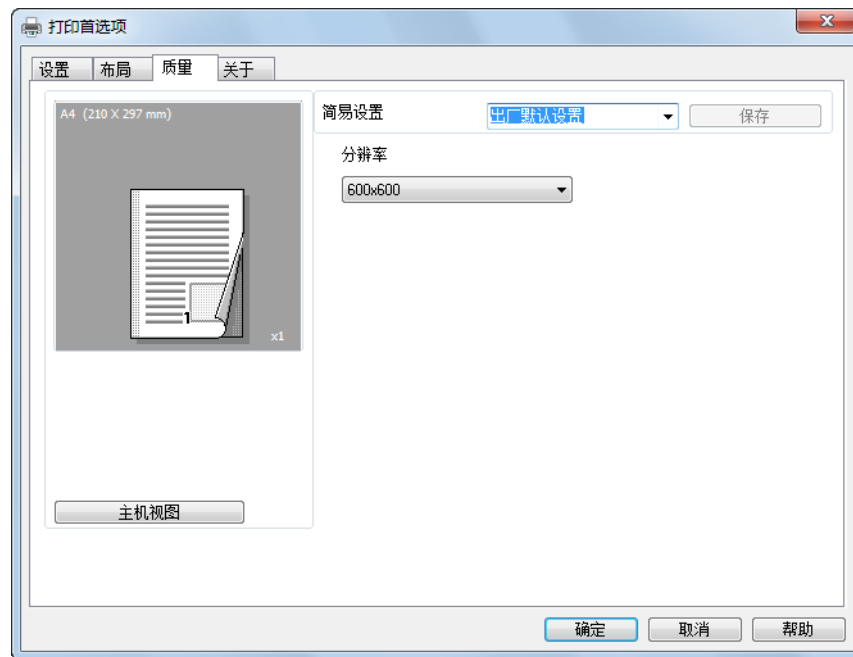 打印首选项
设置 布局 质量 关于
A4 (210 X 297 mm)
简易设置 出厂默认设置 保存
分辨率
600x600
1
x1
主机视图
确定 取消 帮助